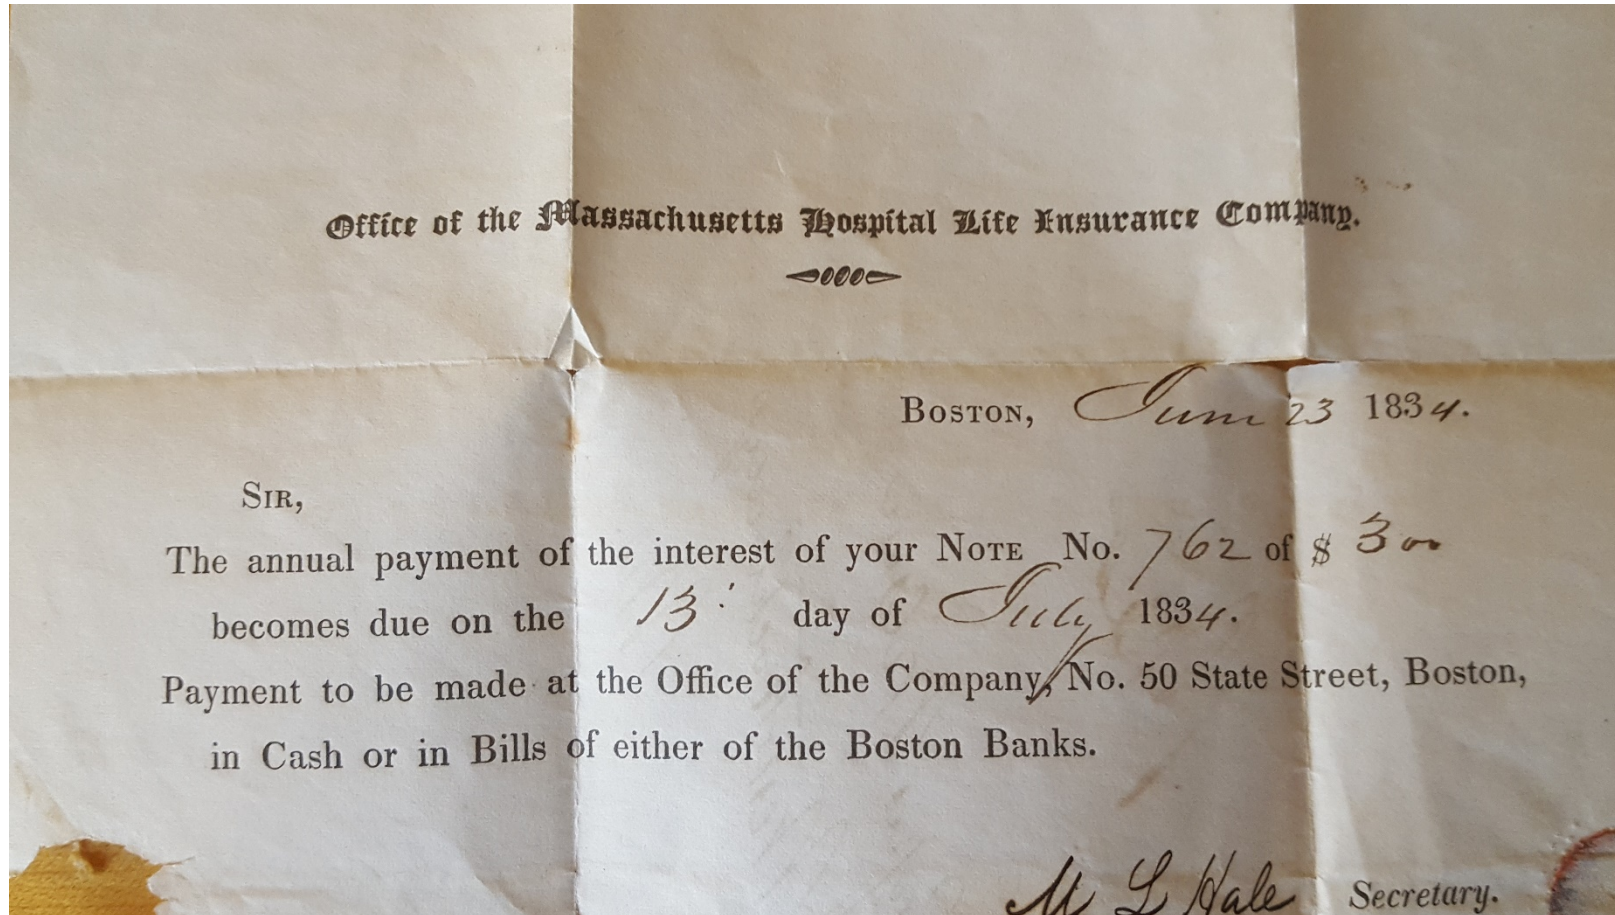 Office of the Massachusetts Hospital Life Insurance Company.
BOSTON, June 23 1834.
SIR,
The annual payment of the interest of your NOTE No. 762 of $ 300
becomes due on the 13 day of July 1834.
Payment to be made at the Office of the Company, No. 50 State Street, Boston,
in Cash or in Bills of either of the Boston Banks.
M L Hale Secretary.